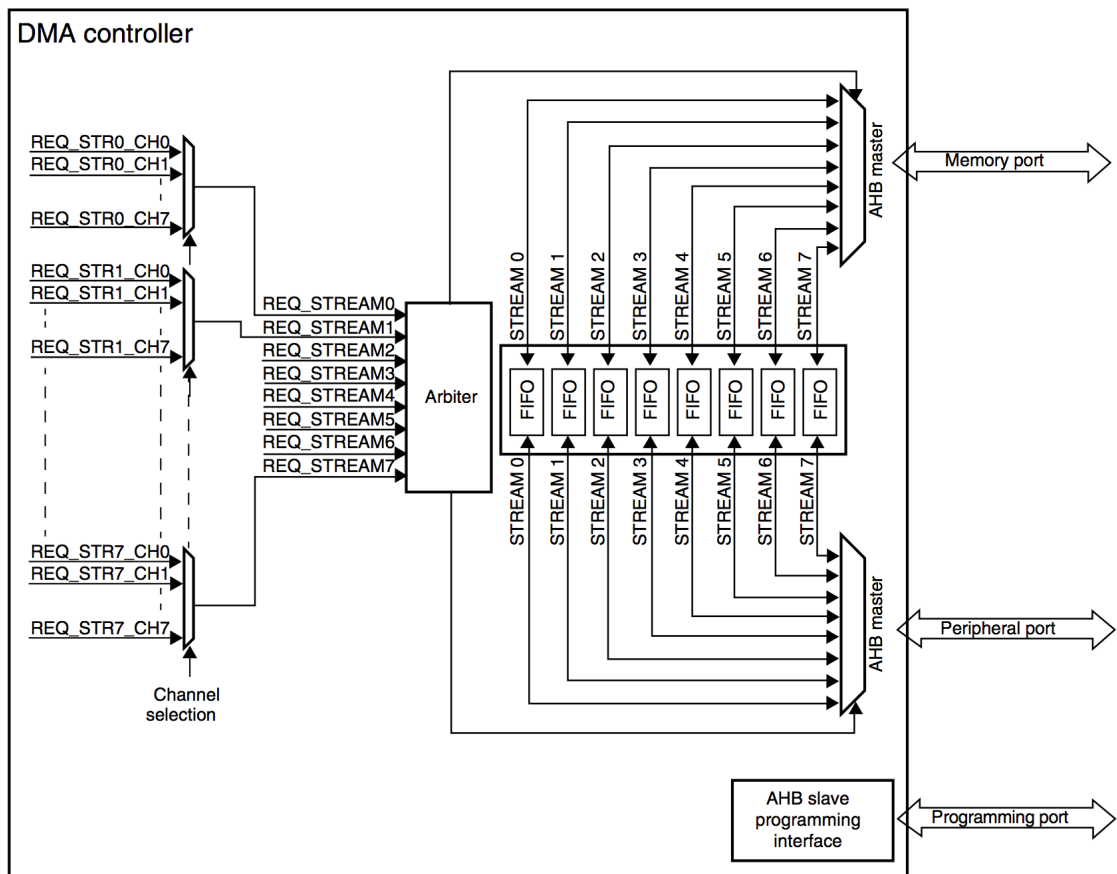 DMA controller
REQ_STR0_CH0
REQ_STR0_CH1
REQ_STR0_CH7
REQ_STR1_CH0
REQ_STR1_CH1
REQ_STR1_CH7
REQ_STR7_CH0
REQ_STR7_CH1
REQ_STR7_CH7
Channel
selection
REQ_STREAM0
REQ_STREAM1
REQ_STREAM2
REQ_STREAM3
REQ_STREAM4
REQ_STREAM5
REQ_STREAM6
REQ_STREAM7
Arbiter
STREAM 0
STREAM 1
STREAM 2
STREAM 3
STREAM 4
STREAM 5
STREAM 6
STREAM 7
FIFO
FIFO
FIFO
FIFO
FIFO
FIFO
FIFO
FIFO
STREAM 0
STREAM 1
STREAM 2
STREAM 3
STREAM 4
STREAM 5
STREAM 6
STREAM 7
AHB master
Memory port
AHB master
Peripheral port
AHB slave
programming
interface
Programming port